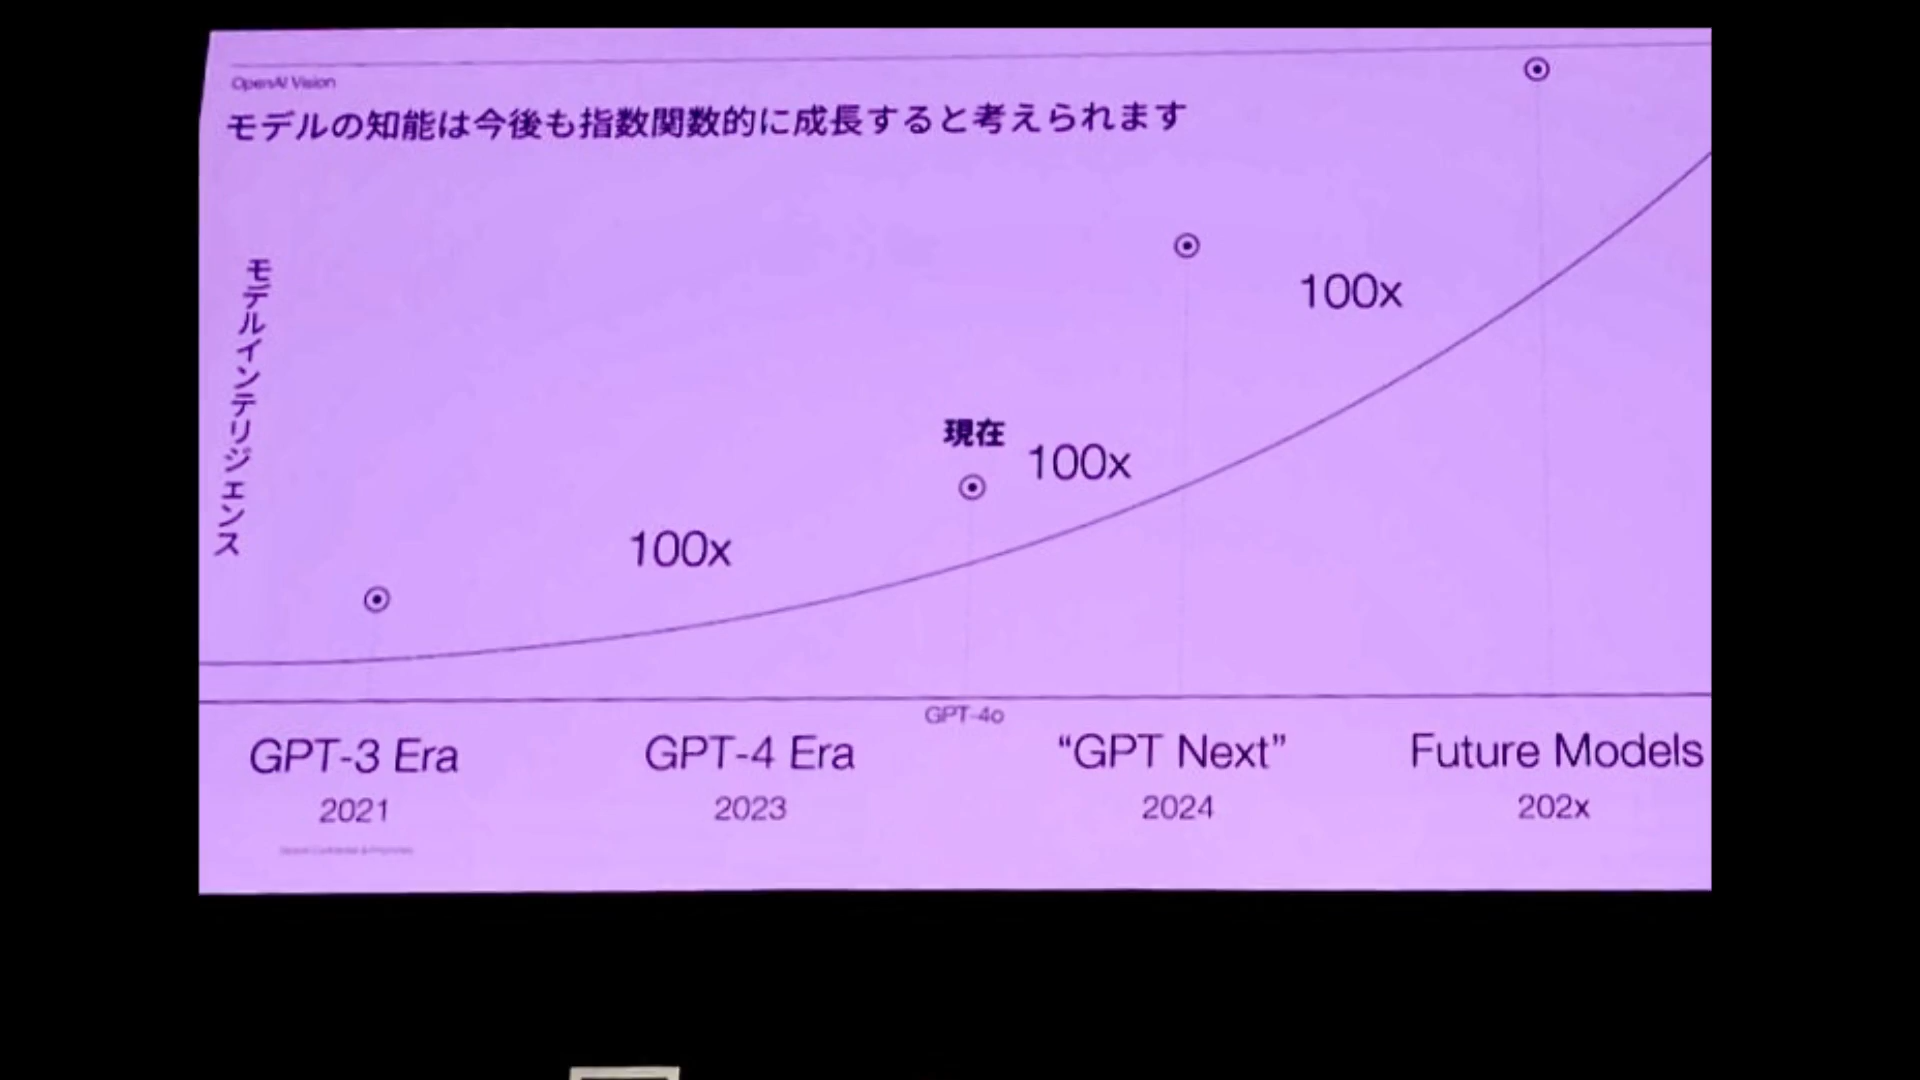 OpenAI Vision
モデルの知能は今後も指数関数的に成長すると考えられます
モデルインテリジェンス
100x
現在
100x
100x
GPT-4o
GPT-3 Era
2021
GPT-4 Era
2023
“GPT Next”
2024
Future Models
202x